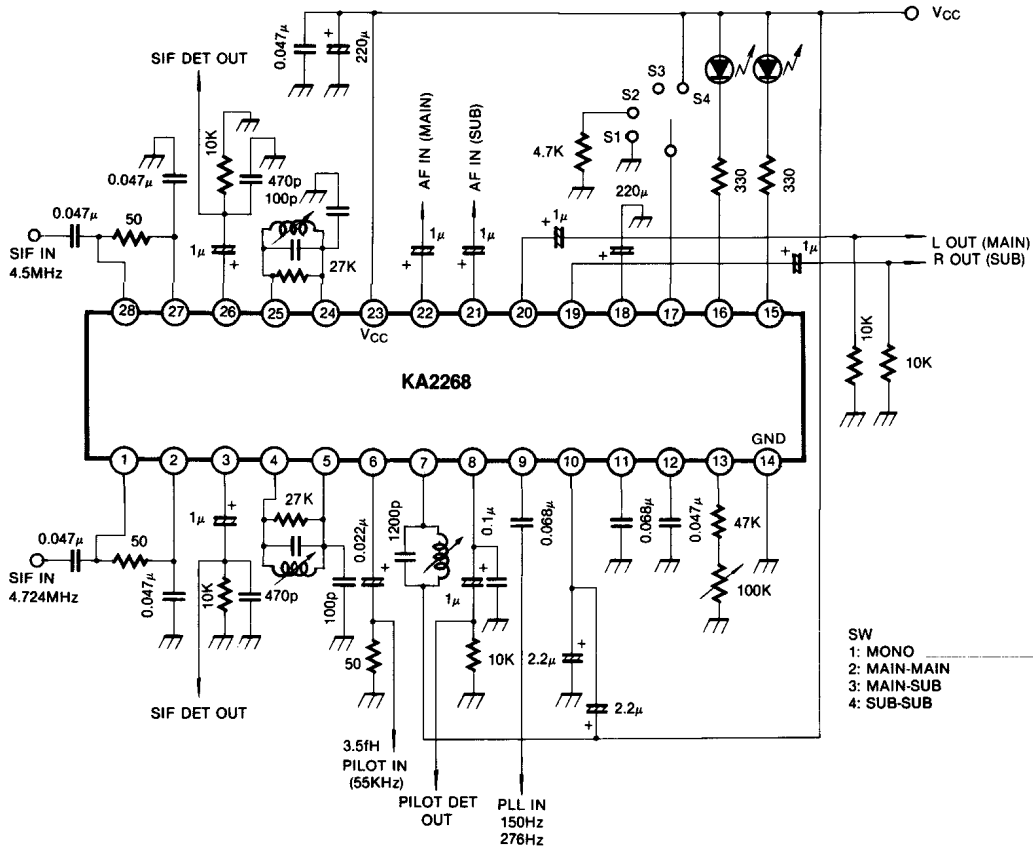 VCC
0.047μ
+
220μ
SIF DET OUT
S3
S4
S2
S1
4.7K
AF IN (MAIN)
AF IN (SUB)
10K
470p
100p
0.047μ
0.047μ
50
SIF IN
4.5MHz
1μ
+
27K
1μ
+
1μ
+
220μ
+
330
330
+
1μ
+
1μ
L OUT (MAIN)
R OUT (SUB)
28
27
26
25
24
23
22
21
20
19
18
17
16
15
VCC
10K
10K
KA2268
GND
1
2
3
4
5
6
7
8
9
10
11
12
13
14
0.047μ
50
SIF IN
4.724MHz
0.047μ
1μ
+
10K
470p
27K
100p
0.022μ
+
50
1200p
0.1μ
+
1μ
10K
0.068μ
2.2μ
+
2.2μ
+
0.068μ
0.047μ
47K
100K
SIF DET OUT
3.5fH
PILOT IN
(55KHz)
PILOT DET
OUT
PLL IN
150Hz
276Hz
SW
1: MONO
2: MAIN-MAIN
3: MAIN-SUB
4: SUB-SUB